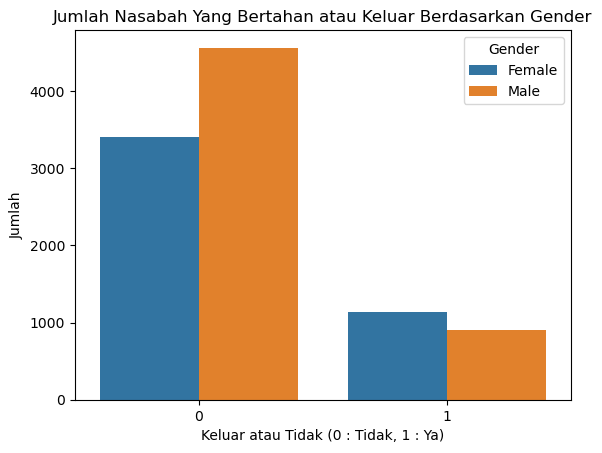 Jumlah Nasabah Yang Bertahan atau Keluar Berdasarkan Gender
Gender
Female
Male
Jumlah
4000
3000
2000
1000
0
0 1
Keluar atau Tidak (0 : Tidak, 1 : Ya)